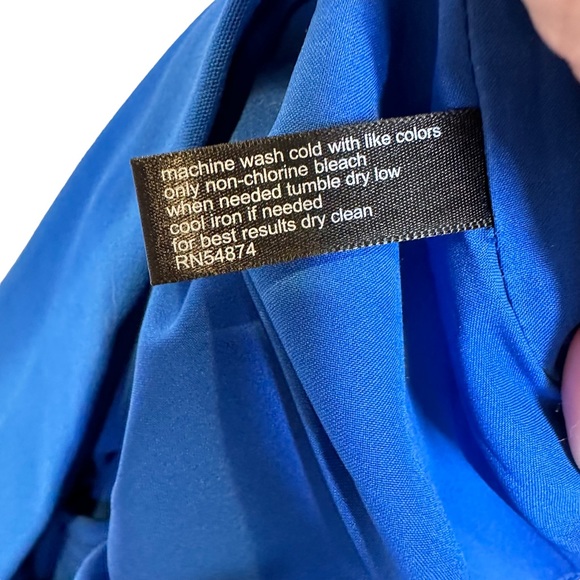 machine wash cold with like colors
only non-chlorine bleach
when needed tumble dry low
cool iron if needed
for best results dry clean
RN54874